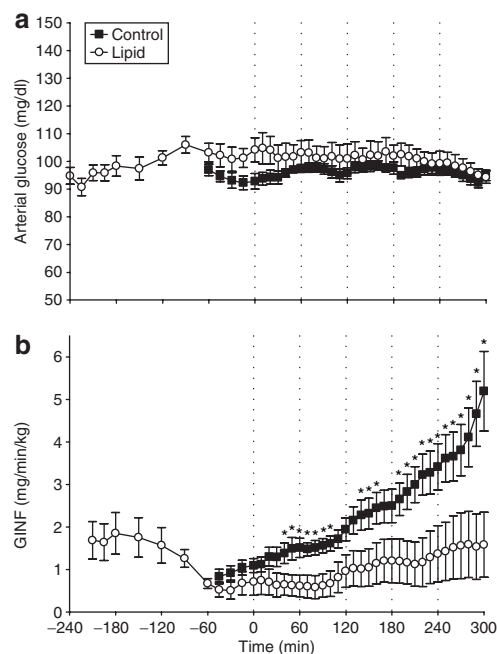 a
Control
Lipid
Arterial glucose (mg/dl)
150
140
130
120
110
100
90
80
70
60
50
b
GINF (mg/min/kg)
6
5
4
3
2
1
0
* * * * * * * * * * * * * * * * * * * *
−240 −180 −120 −60 0 60 120 180 240 300
Time (min)